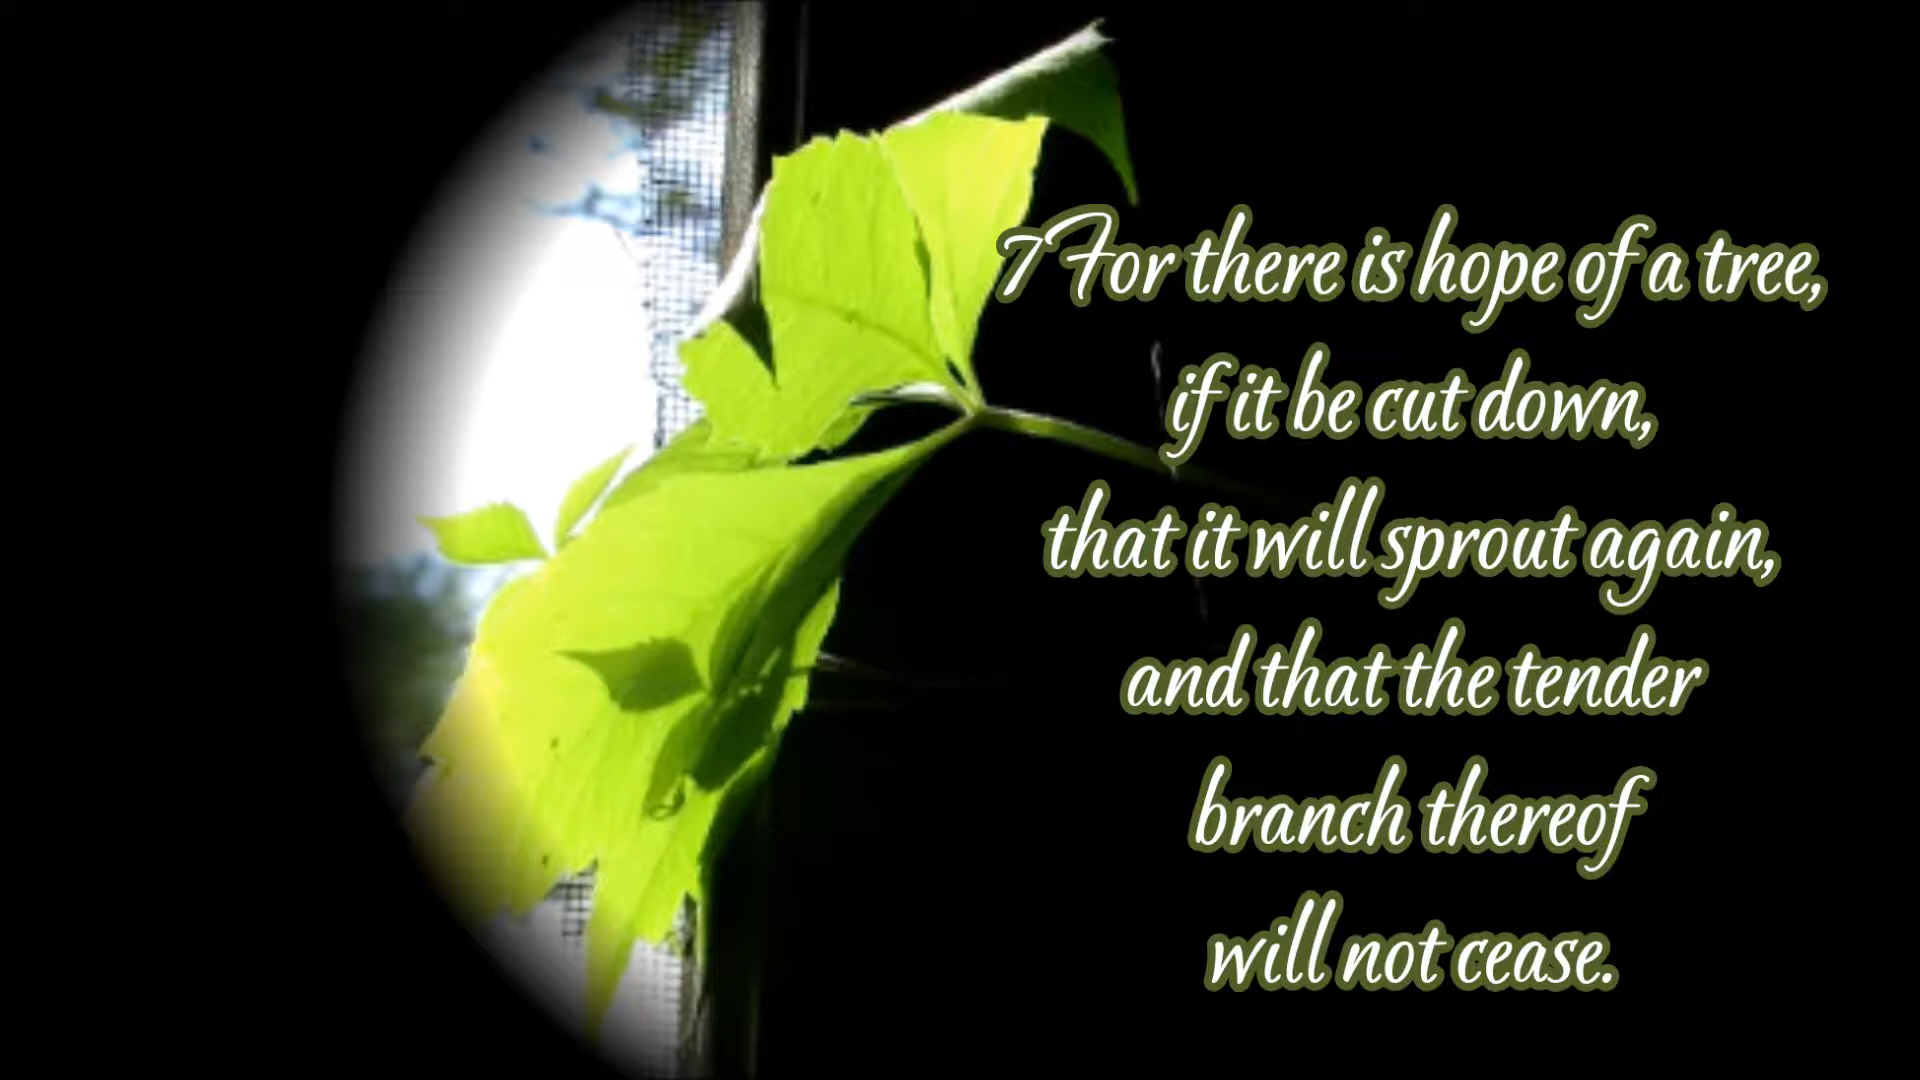 7 For there is hope of a tree,
if it be cut down,
that it will sprout again,
and that the tender
branch thereof
will not cease.